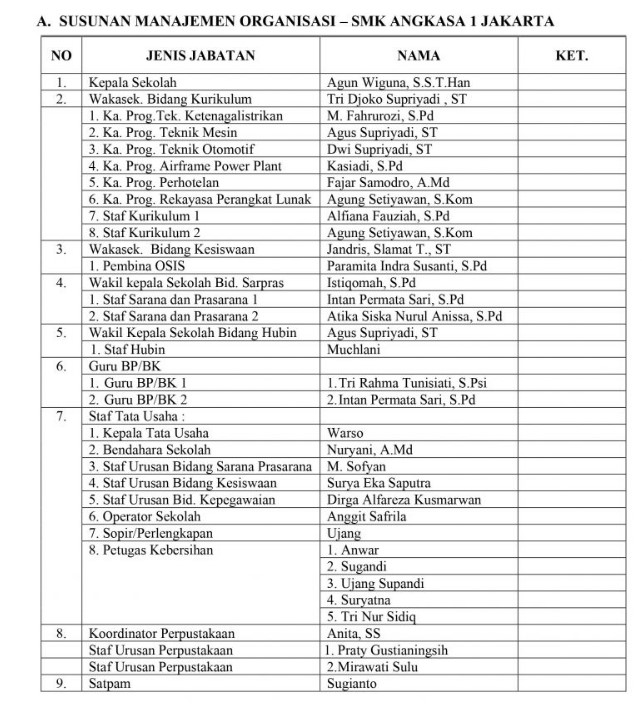 A. SUSUNAN MANAJEMEN ORGANISASI – SMK ANGKASA 1 JAKARTA
NO JENIS JABATAN NAMA KET.
1. Kepala Sekolah Agun Wiguna, S.S.T.Han
2. Wakasek. Bidang Kurikulum Tri Djoko Supriyadi , ST
1. Ka. Prog.Tek. Ketenagalistrikan M. Fahrurozi, S.Pd
2. Ka. Prog. Teknik Mesin Agus Supriyadi, ST
3. Ka. Prog. Teknik Otomotif Dwi Supriyadi, ST
4. Ka. Prog. Airframe Power Plant Kasiadi, S.Pd
5. Ka. Prog. Perhotelan Fajar Samodro, A.Md
6. Ka. Prog. Rekayasa Perangkat Lunak Agung Setiyawan, S.Kom
7. Staf Kurikulum 1 Alfiana Fauziah, S.Pd
8. Staf Kurikulum 2 Agung Setiyawan, S.Kom
3. Wakasek. Bidang Kesiswaan Jandris, Slamat T., ST
1. Pembina OSIS Paramita Indra Susanti, S.Pd
4. Wakil kepala Sekolah Bid. Sarpras Istiqomah, S.Pd
1. Staf Sarana dan Prasarana 1 Intan Permata Sari, S.Pd
2. Staf Sarana dan Prasarana 2 Atika Siska Nurul Anissa, S.Pd
5. Wakil Kepala Sekolah Bidang Hubin Agus Supriyadi, ST
1. Staf Hubin Muchlani
6. Guru BP/BK
1. Guru BP/BK 1 1.Tri Rahma Tunisiati, S.Psi
2. Guru BP/BK 2 2.Intan Permata Sari, S.Pd
7. Staf Tata Usaha :
1. Kepala Tata Usaha Warso
2. Bendahara Sekolah Nuryani, A.Md
3. Staf Urusan Bidang Sarana Prasarana M. Sofyan
4. Staf Urusan Bidang Kesiswaan Surya Eka Saputra
5. Staf Urusan Bid. Kepegawaian Dirga Alfareza Kusmarwan
6. Operator Sekolah Anggit Safrila
7. Sopir/Perlengkapan Ujang
8. Petugas Kebersihan 1. Anwar
2. Sugandi
3. Ujang Supandi
4. Suryatna
5. Tri Nur Sidiq
8. Koordinator Perpustakaan Anita, SS
Staf Urusan Perpustakaan 1. Praty Gustianingsih
Staf Urusan Perpustakaan 2.Mirawati Sulu
9. Satpam Sugianto